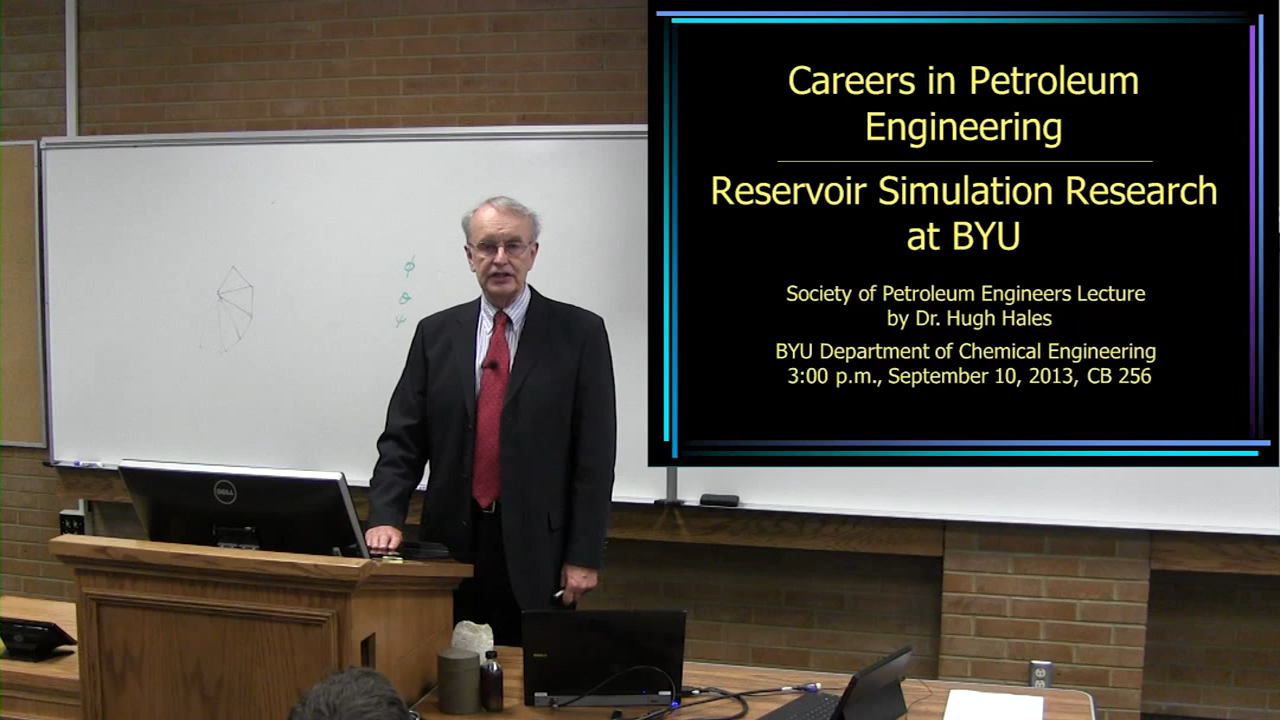 Careers in Petroleum
Engineering
Reservoir Simulation Research
at BYU
Society of Petroleum Engineers Lecture
by Dr. Hugh Hales
BYU Department of Chemical Engineering
3:00 p.m., September 10, 2013, CB 256
ϕ
θ
ψ
DELL